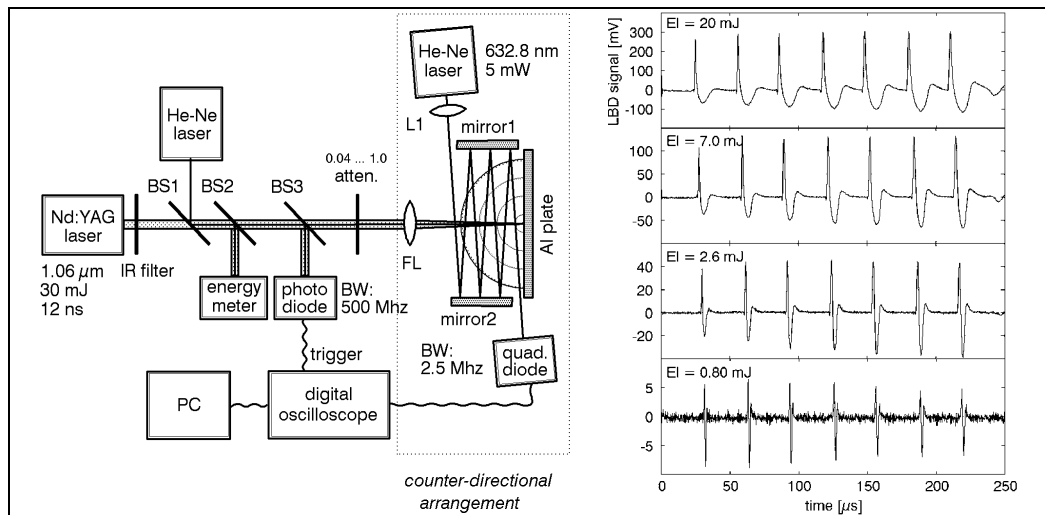 He-Ne
laser
632.8 nm
5 mW
L1
mirror1
He-Ne
laser
BS1
BS2
BS3
0.04 ... 1.0
atten.
Nd:YAG
laser
Al plate
1.06 µm
30 mJ
12 ns
IR filter
energy
meter
photo
diode
BW:
500 Mhz
FL
mirror2
BW:
2.5 Mhz
quad.
diode
trigger
PC
digital
oscilloscope
counter-directional
arrangement
LBD signal [mV]
EI = 20 mJ
300
200
100
0
-100
EI = 7.0 mJ
100
50
0
-50
EI = 2.6 mJ
40
20
0
-20
EI = 0.80 mJ
5
0
-5
0 50 100 150 200 250
time [µs]